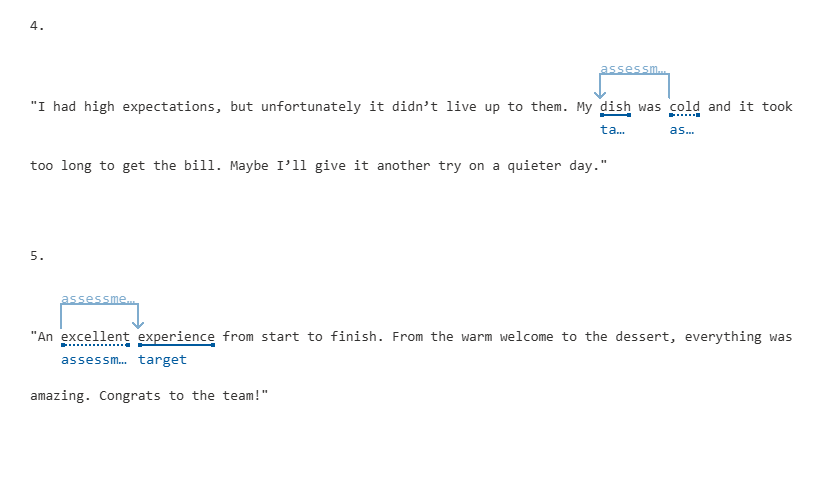 4.
assessm…
"I had high expectations, but unfortunately it didn’t live up to them. My dish was cold and it took
ta… as…
too long to get the bill. Maybe I’ll give it another try on a quieter day."
5.
assessme…
"An excellent experience from start to finish. From the warm welcome to the dessert, everything was
assessm… target
amazing. Congrats to the team!"